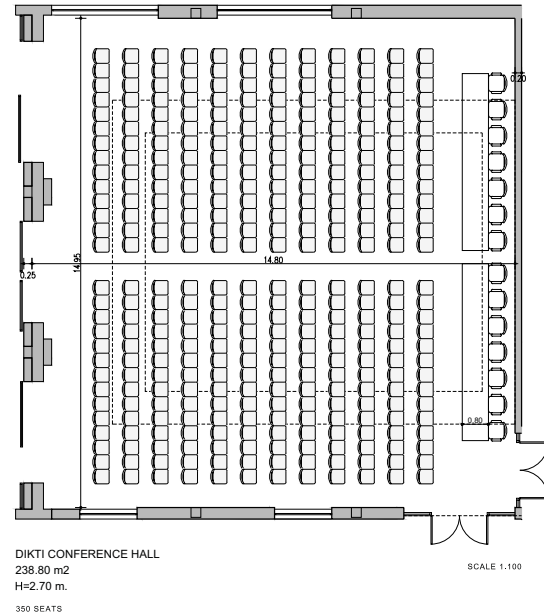 0.20
14.80
14.95
0.25
0.80
DIKTI CONFERENCE HALL
238.80 m2
H=2.70 m.
SCALE 1.100
350 SEATS